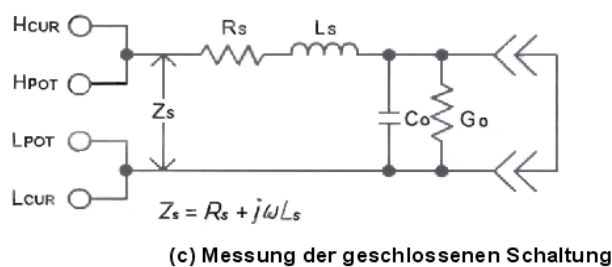 HCUR
HPOT
LPOT
LCUR
Rs
Ls
Zs
Co
Go
Zs = Rs + jωLs
(c) Messung der geschlossenen Schaltung